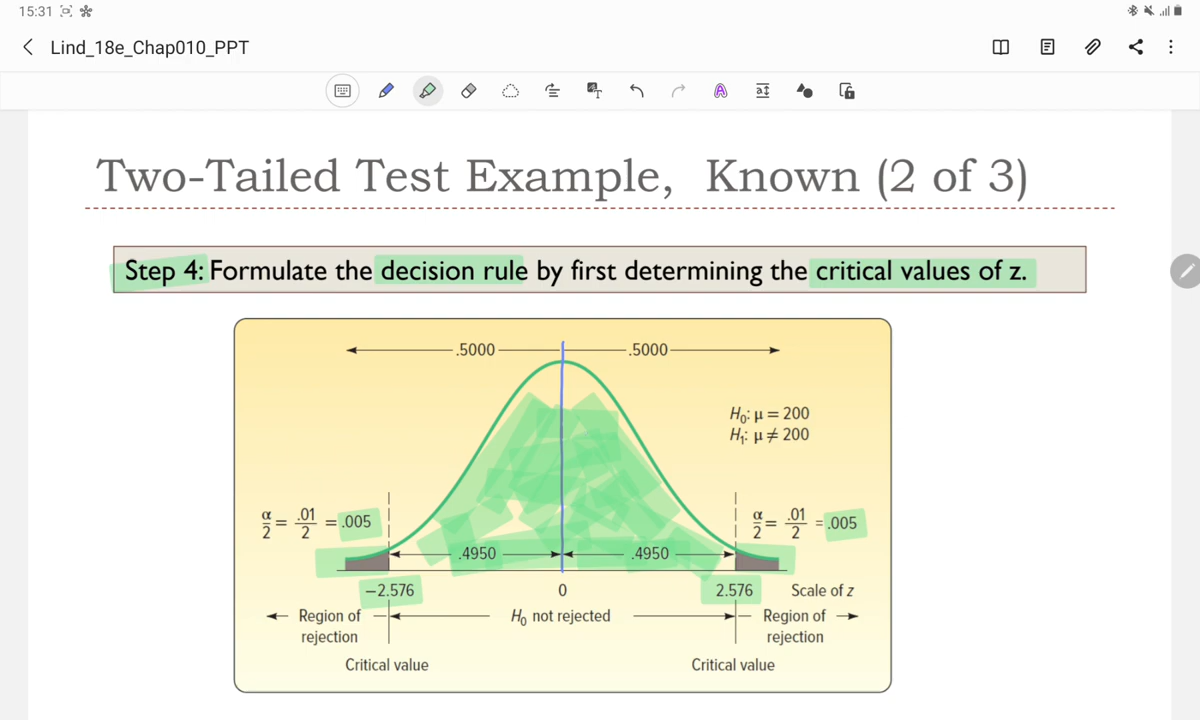 15:31
Lind_18e_Chap010_PPT
Two-Tailed Test Example, Known (2 of 3)
Step 4: Formulate the decision rule by first determining the critical values of z.
.5000 .5000
H₀: μ = 200
H₁: μ ≠ 200
α/2 = .01/2 = .005
α/2 = .01/2 = .005
.4950 .4950
−2.576 0 2.576 Scale of z
Region of rejection
H₀ not rejected
Region of rejection
Critical value Critical value